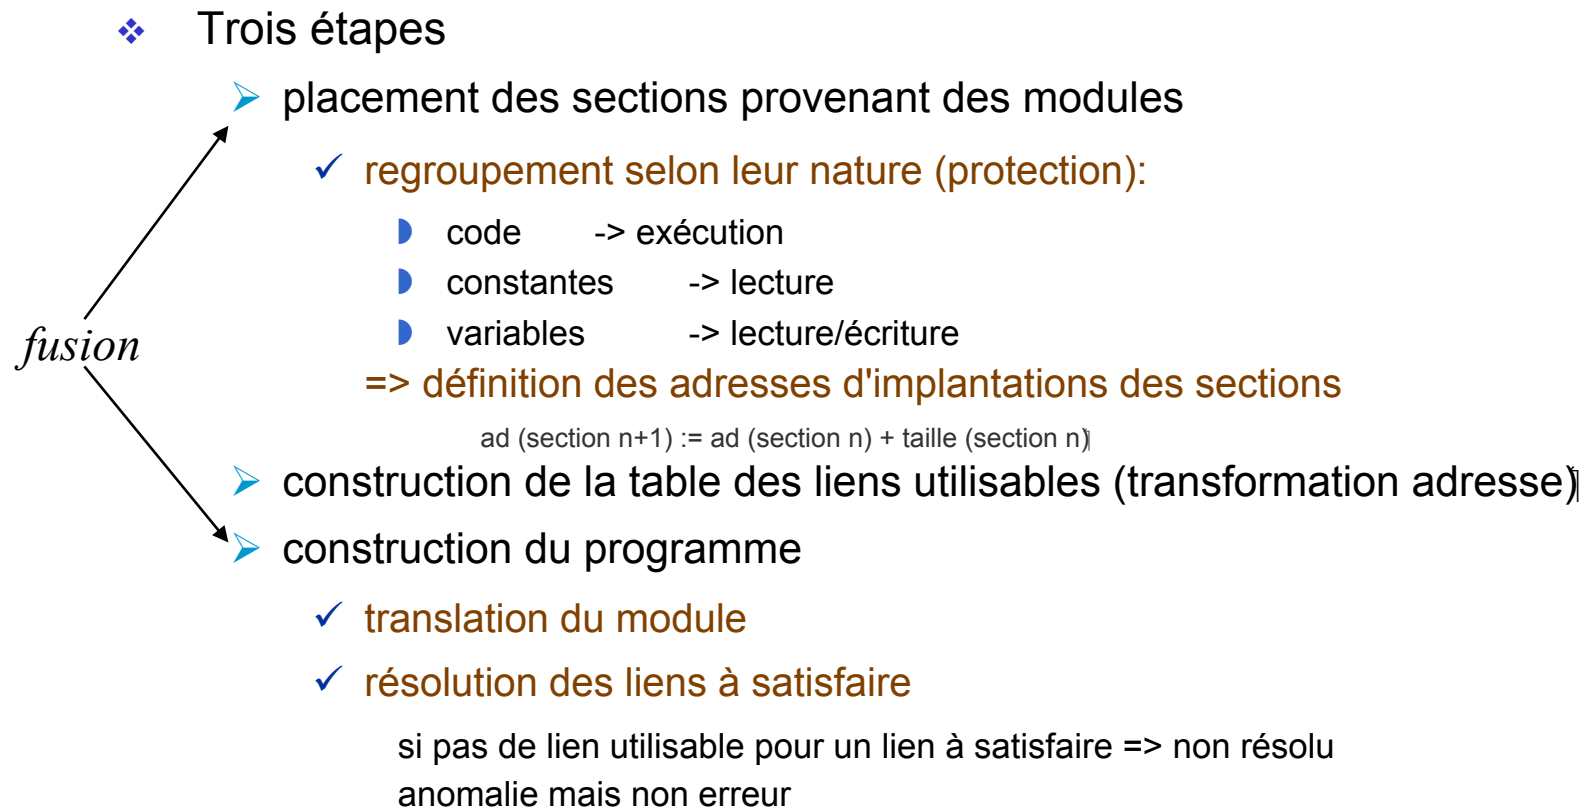 Trois étapes
placement des sections provenant des modules
regroupement selon leur nature (protection):
code -> exécution
constantes -> lecture
variables -> lecture/écriture
fusion
=> définition des adresses d'implantations des sections
ad (section n+1) := ad (section n) + taille (section n)
construction de la table des liens utilisables (transformation adresse)
construction du programme
translation du module
résolution des liens à satisfaire
si pas de lien utilisable pour un lien à satisfaire => non résolu
anomalie mais non erreur